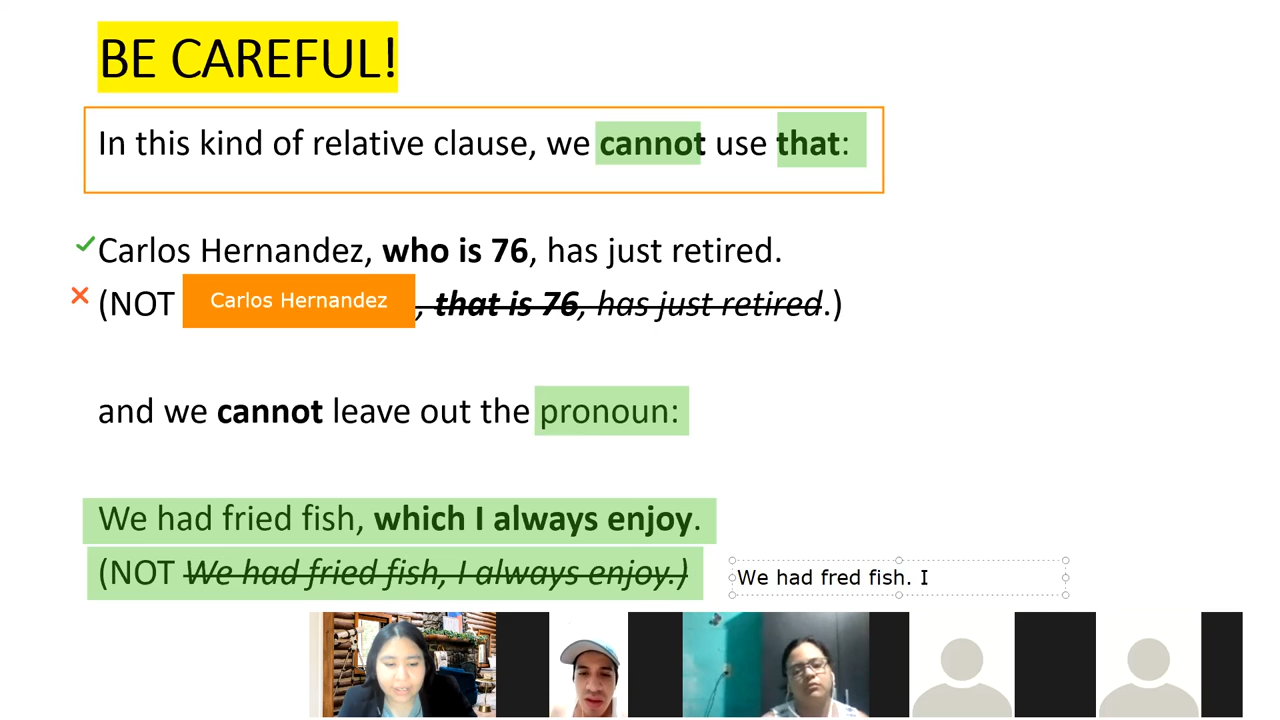 BE CAREFUL!
In this kind of relative clause, we cannot use that:
Carlos Hernandez, who is 76, has just retired.
(NOT Carlos Hernandez, that is 76, has just retired.)
and we cannot leave out the pronoun:
We had fried fish, which I always enjoy.
(NOT We had fried fish, I always enjoy.)
We had fred fish. I